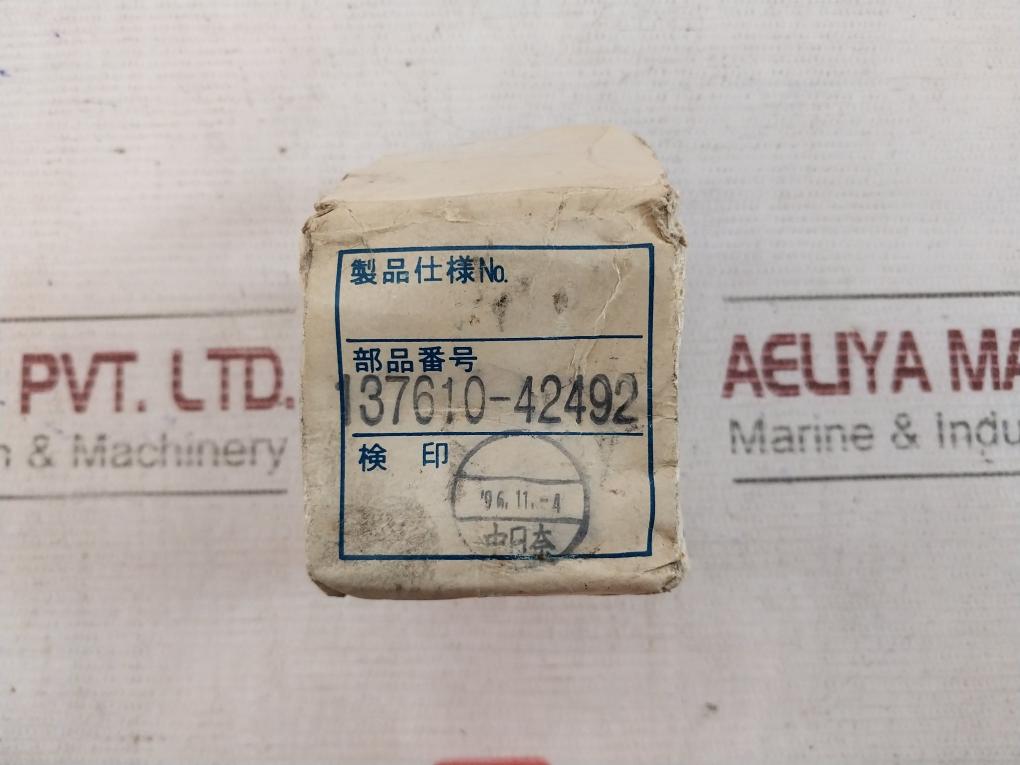 製品仕様No.
部品番号
137610-42492
検 印
'96.11.-4
中日奈
PVT. LTD.
& Machinery
AELIYA MA
Marine & Indu